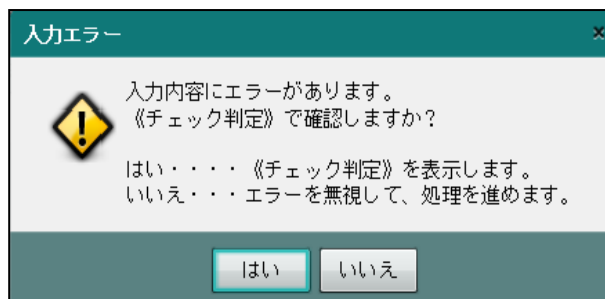 入力エラー
入力内容にエラーがあります。
《チェック判定》で確認しますか？
はい・・・・《チェック判定》を表示します。
いいえ・・・エラーを無視して、処理を進めます。
はい
いいえ